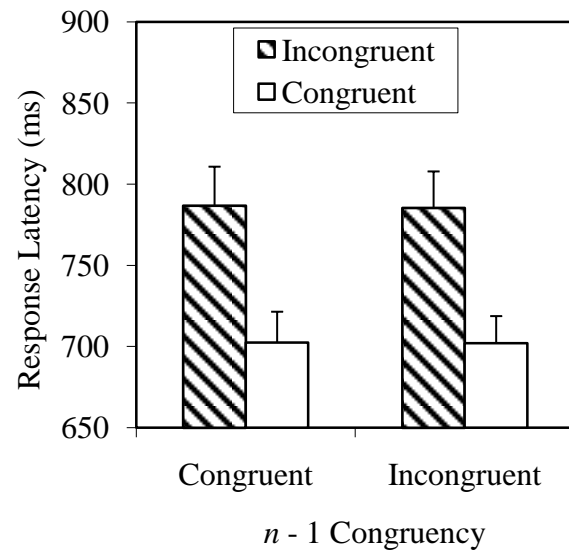 900
850
800
750
700
650
Response Latency (ms)
Incongruent
Congruent
Congruent
Incongruent
n - 1 Congruency